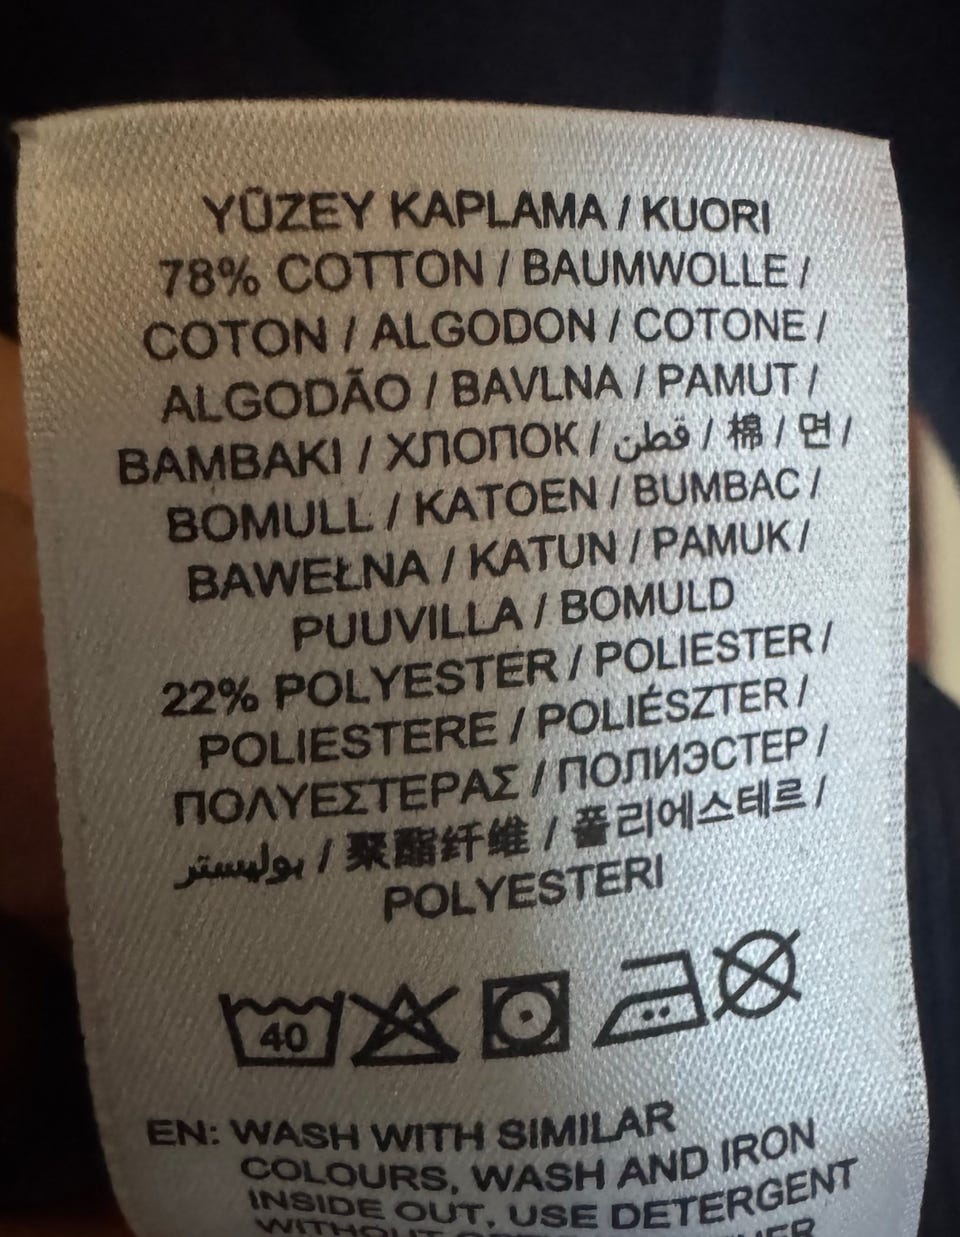 YÜZEY KAPLAMA / KUORI
78% COTTON / BAUMWOLLE /
COTON / ALGODON / COTONE /
ALGODÃO / BAVLNA / PAMUT /
BAMBAKI / ХЛОПОК / قطن / 棉 / 면 /
BOMULL / KATOEN / BUMBAC /
BAWEŁNA / KATUN / PAMUK /
PUUVILLA / BOMULD
22% POLYESTER / POLIESTER /
POLIESTERE / POLIÉSZTER /
ΠΟΛΥΕΣΤΕΡΑΣ / ПОЛИЭСТЕР /
بوليستر / 聚酯纤维 / 폴리에스테르 /
POLYESTERI
40
EN: WASH WITH SIMILAR
COLOURS, WASH AND IRON
INSIDE OUT, USE DETERGENT
WITHOUT